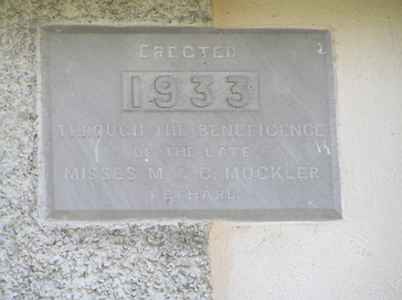 ERECTED
1933
THROUGH THE BENEFICENCE
OF THE LATE
MISSES M. & C. MOCKLER
FETHARD